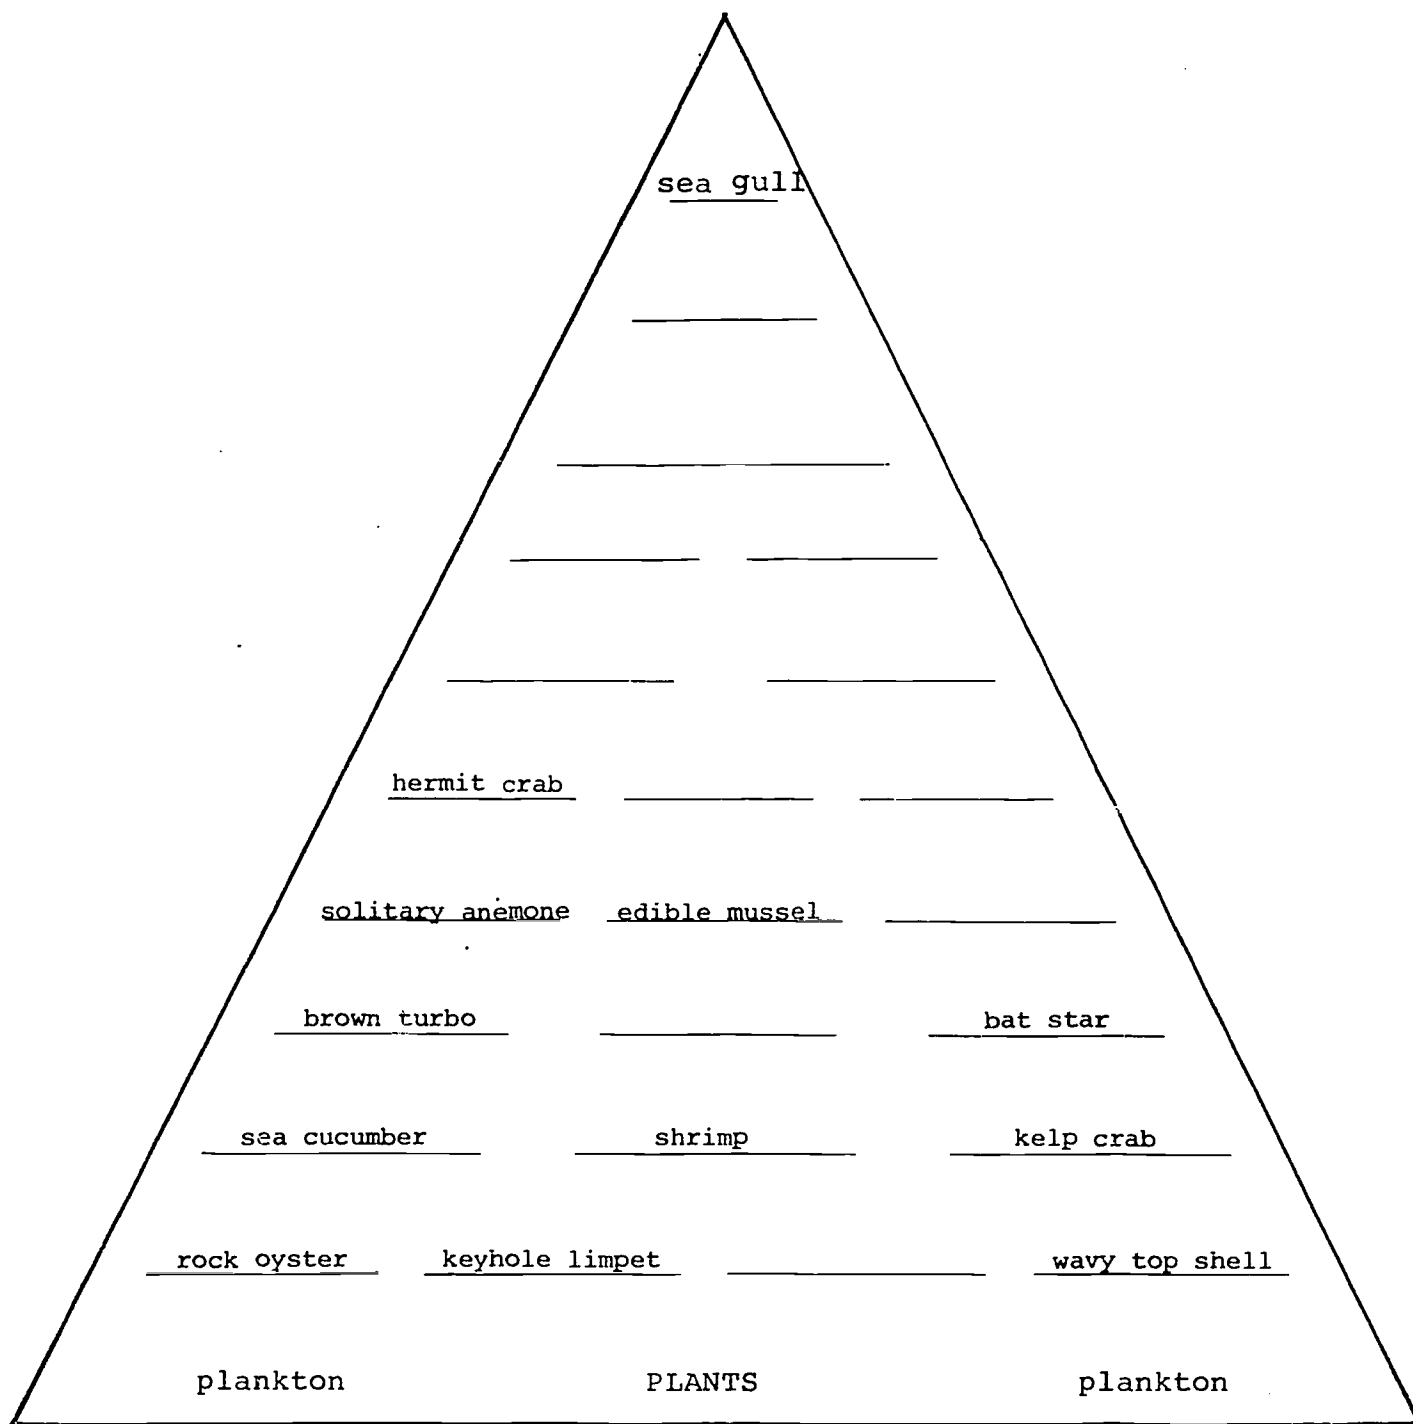 sea gull
hermit crab
solitary anemone edible mussel
brown turbo bat star
sea cucumber shrimp kelp crab
rock oyster keyhole limpet wavy top shell
plankton PLANTS plankton